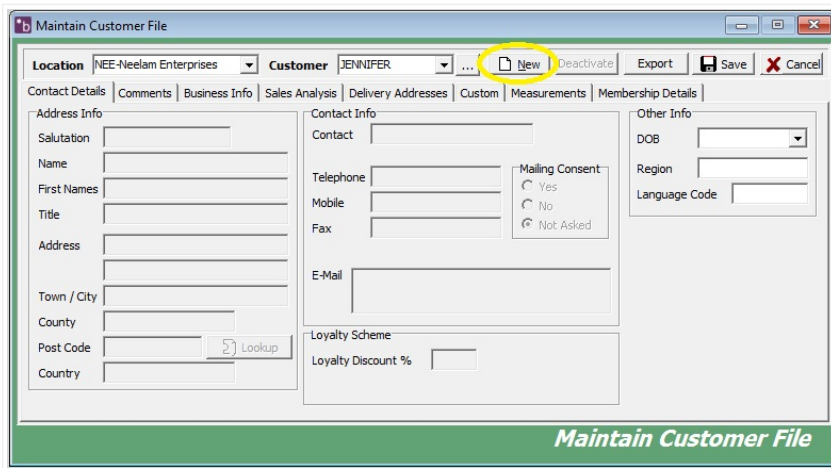 b Maintain Customer File
Location NEE-Neelam Enterprises Customer JENNIFER ... New Deactivate Export Save Cancel
Contact Details Comments Business Info Sales Analysis Delivery Addresses Custom Measurements Membership Details
Address Info
Salutation
Name
First Names
Title
Address
Town / City
County
Post Code Lookup
Country
Contact Info
Contact
Telephone
Mobile
Fax
Mailing Consent
Yes
No
Not Asked
E-Mail
Loyalty Scheme
Loyalty Discount %
Other Info
DOB
Region
Language Code
Maintain Customer File